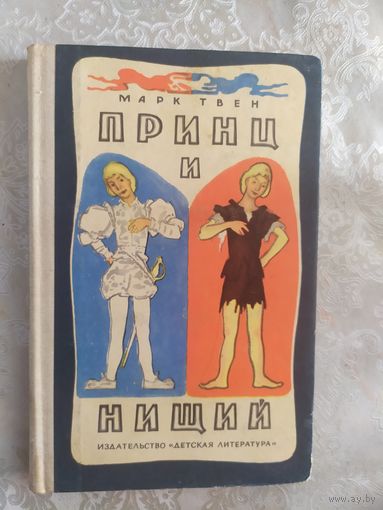 МАРК ТВЕН
ПРИНЦ
И
НИЩИЙ
ИЗДАТЕЛЬСТВО «ДЕТСКАЯ ЛИТЕРАТУРА»
www.ay.by